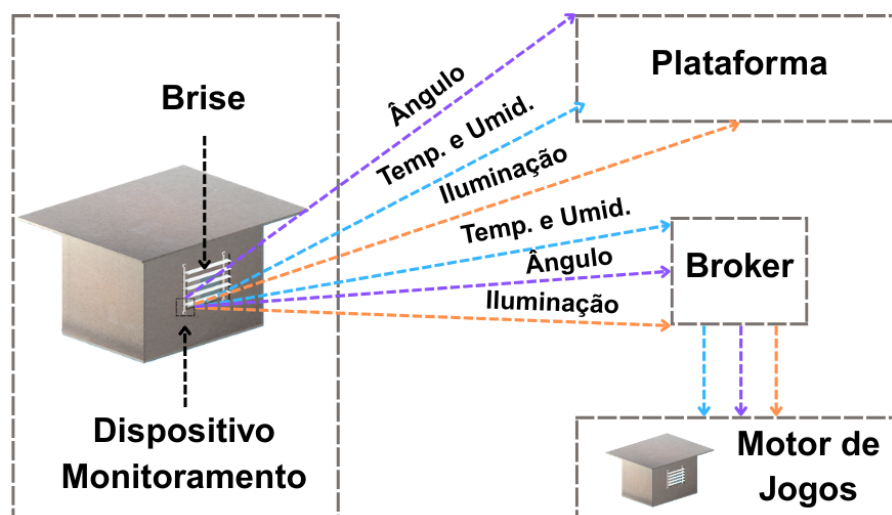 Brise
Dispositivo
Monitoramento
Ângulo
Temp. e Umid.
Iluminação
Temp. e Umid.
Ângulo
Iluminação
Plataforma
Broker
Motor de
Jogos